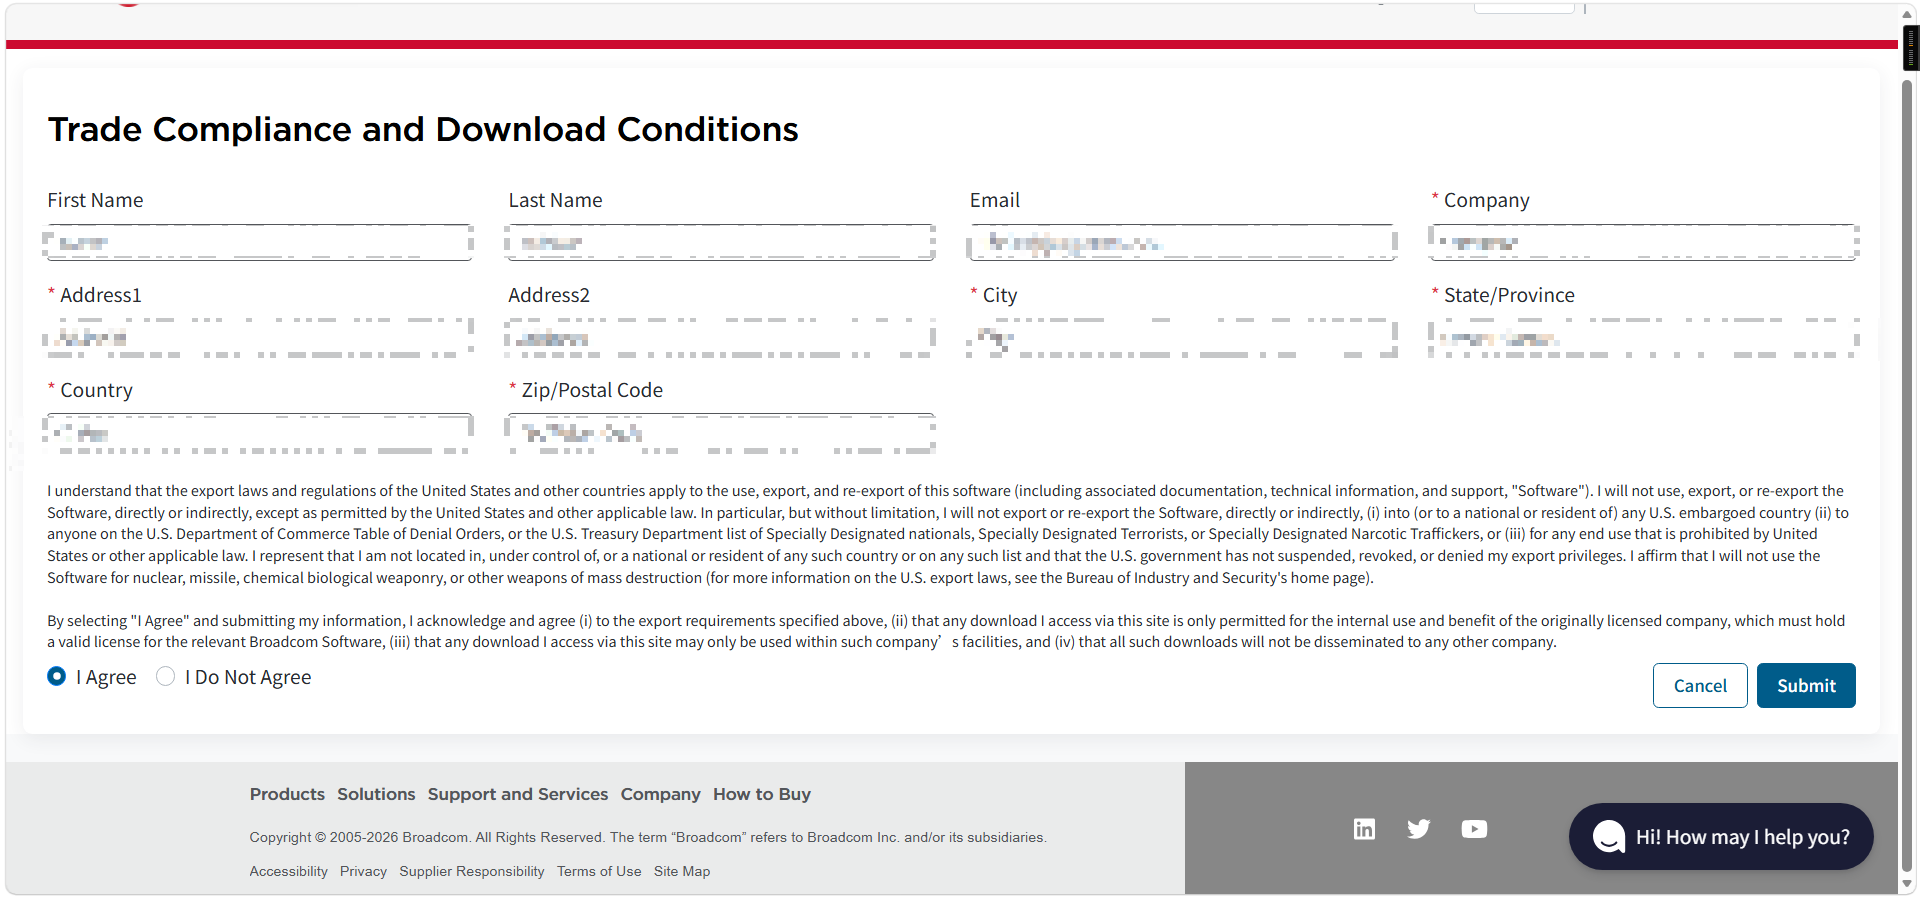 Trade Compliance and Download Conditions
First Name
Last Name
Email
* Company
* Address1
Address2
* City
* State/Province
* Country
* Zip/Postal Code
I understand that the export laws and regulations of the United States and other countries apply to the use, export, and re-export of this software (including associated documentation, technical information, and support, "Software"). I will not use, export, or re-export the
Software, directly or indirectly, except as permitted by the United States and other applicable law. In particular, but without limitation, I will not export or re-export the Software, directly or indirectly, (i) into (or to a national or resident of) any U.S. embargoed country (ii) to
anyone on the U.S. Department of Commerce Table of Denial Orders, or the U.S. Treasury Department list of Specially Designated nationals, Specially Designated Terrorists, or Specially Designated Narcotic Traffickers, or (iii) for any end use that is prohibited by United
States or other applicable law. I represent that I am not located in, under control of, or a national or resident of any such country or on any such list and that the U.S. government has not suspended, revoked, or denied my export privileges. I affirm that I will not use the
Software for nuclear, missile, chemical biological weaponry, or other weapons of mass destruction (for more information on the U.S. export laws, see the Bureau of Industry and Security's home page).
By selecting "I Agree" and submitting my information, I acknowledge and agree (i) to the export requirements specified above, (ii) that any download I access via this site is only permitted for the internal use and benefit of the originally licensed company, which must hold
a valid license for the relevant Broadcom Software, (iii) that any download I access via this site may only be used within such company’s facilities, and (iv) that all such downloads will not be disseminated to any other company.
I Agree
I Do Not Agree
Cancel
Submit
Products Solutions Support and Services Company How to Buy
Copyright © 2005-2026 Broadcom. All Rights Reserved. The term “Broadcom” refers to Broadcom Inc. and/or its subsidiaries.
Accessibility Privacy Supplier Responsibility Terms of Use Site Map
Hi! How may I help you?